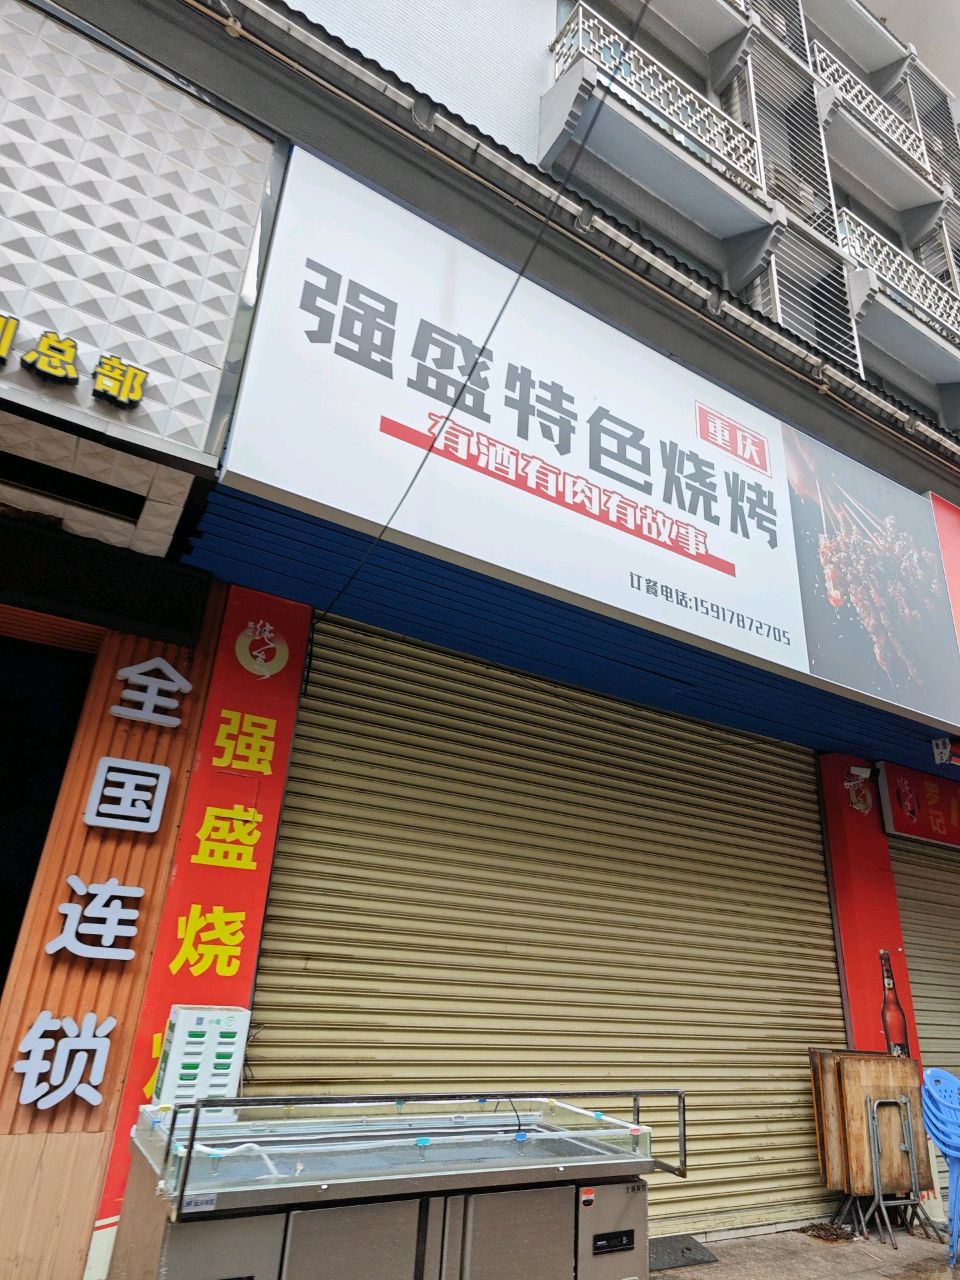 总部
强盛特色烧烤
重庆
有酒有肉有故事
订餐电话:15917872705
全国连锁
强盛烧
罗记